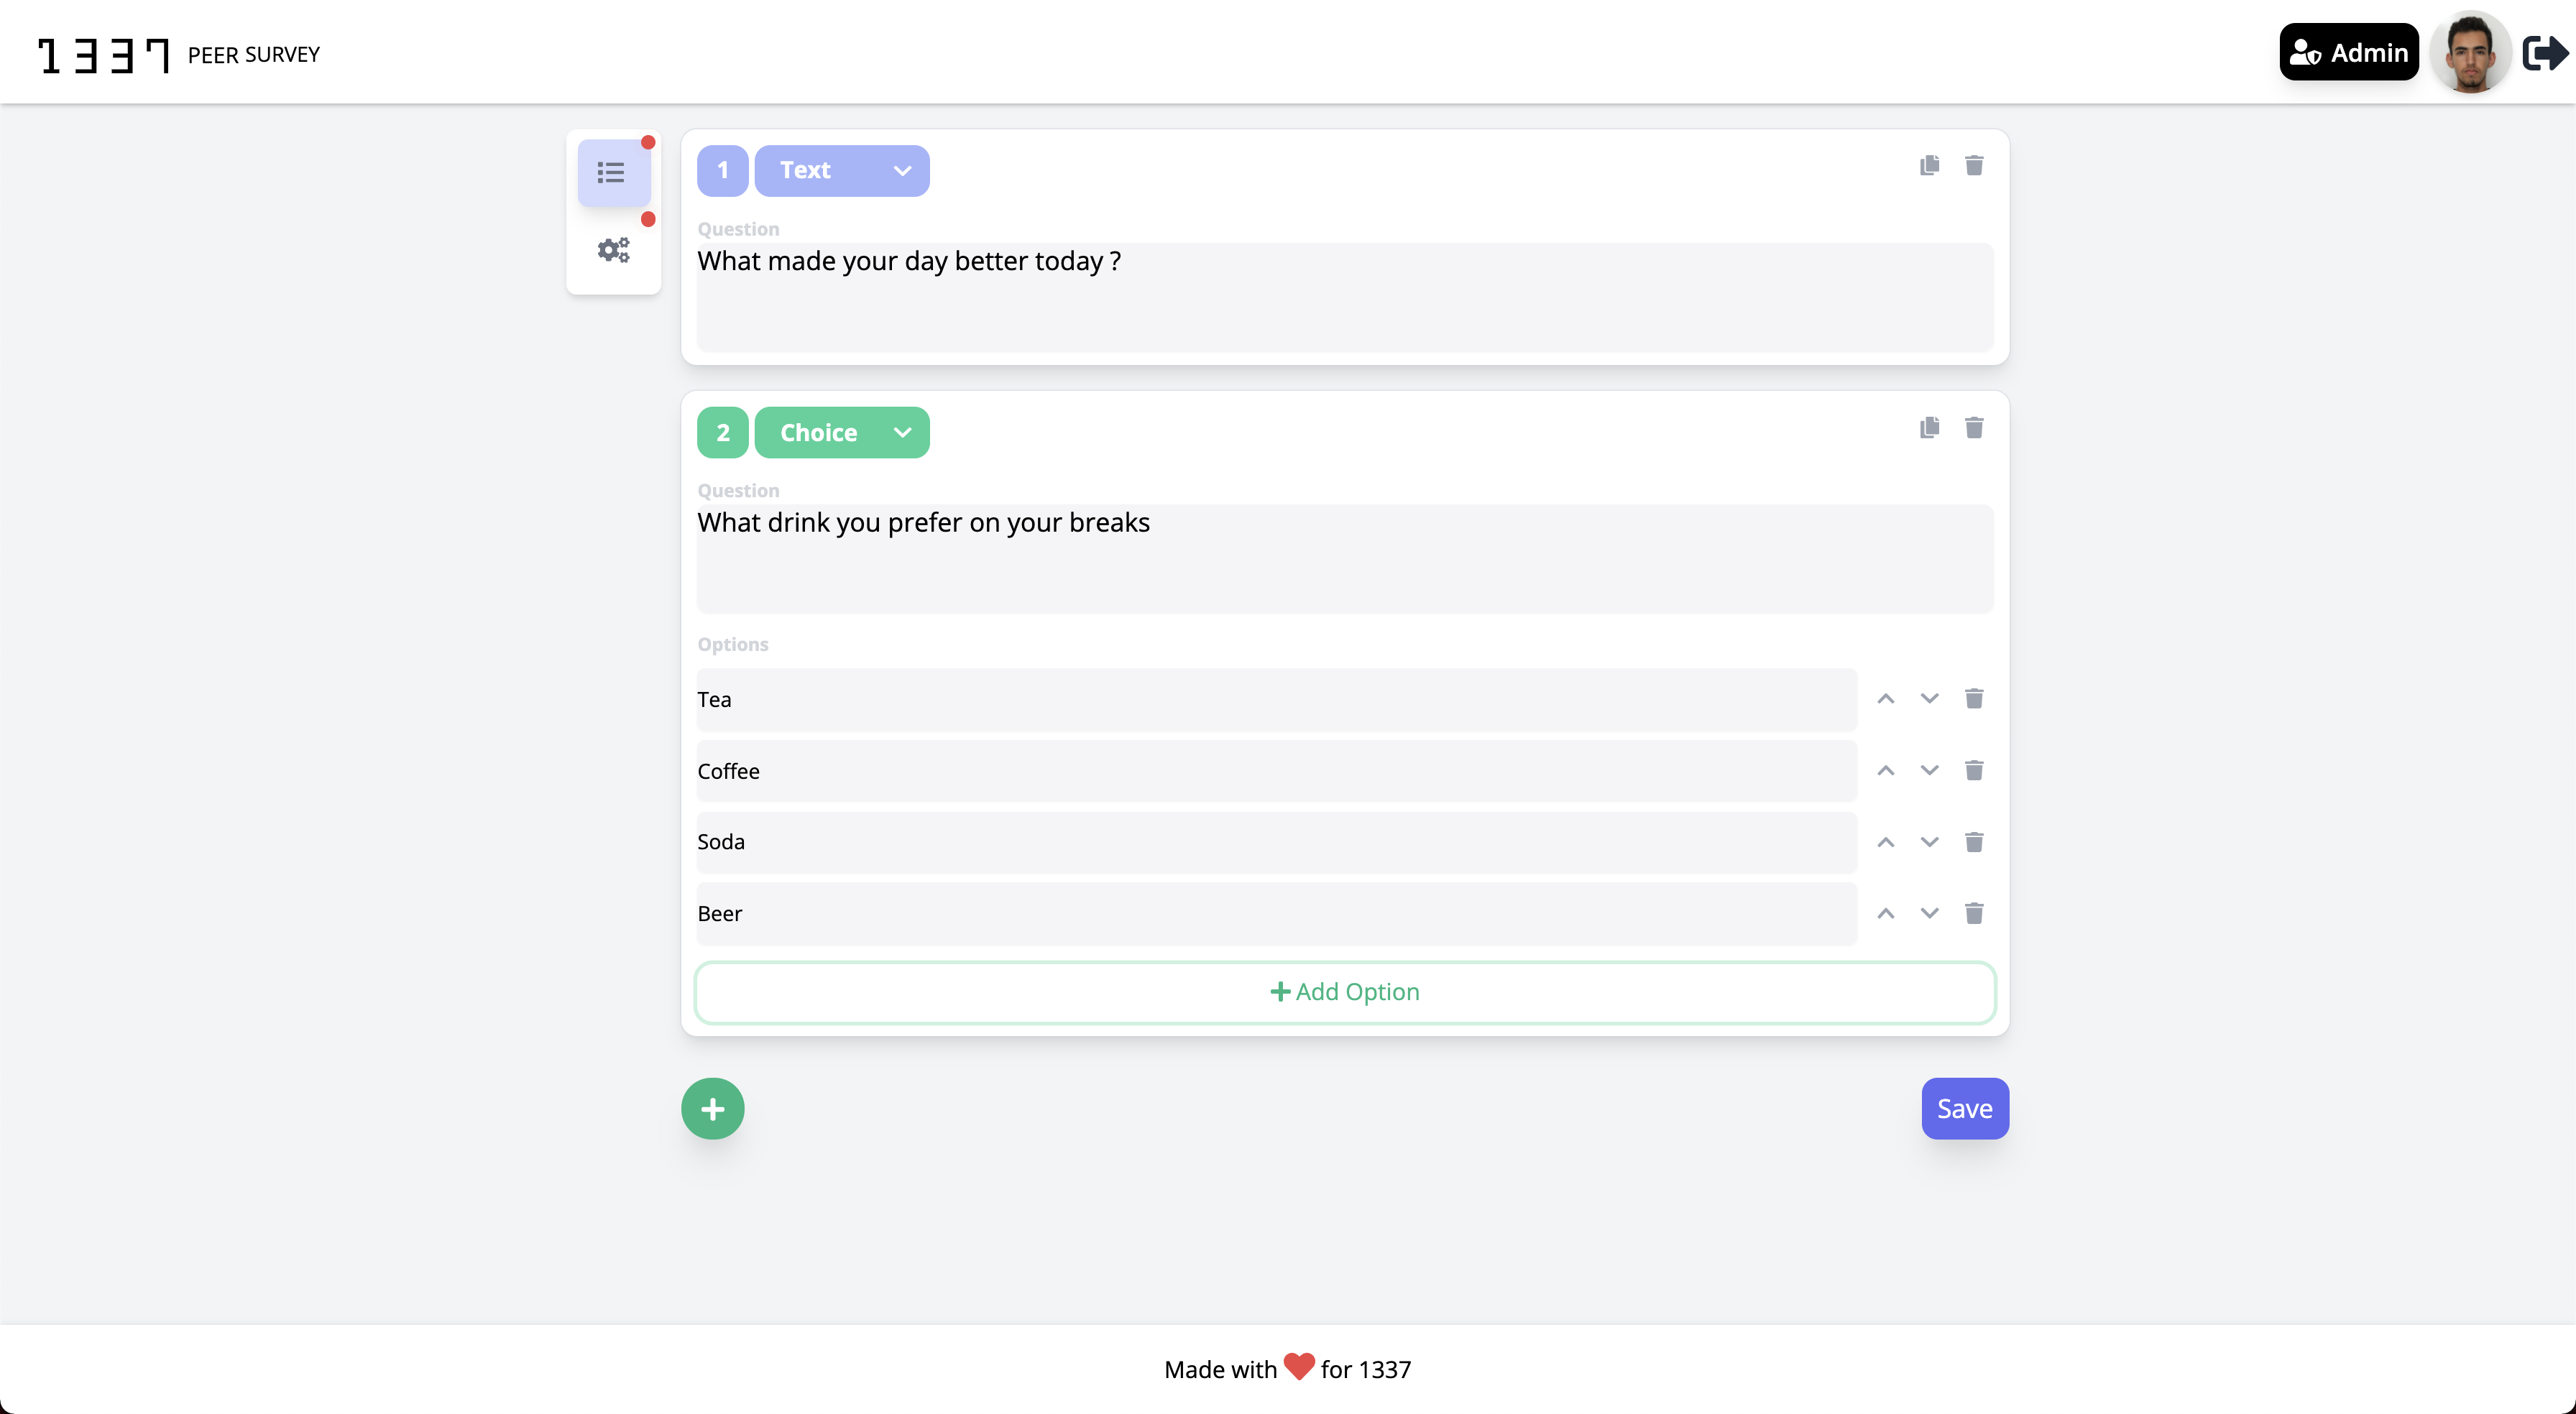 1337 PEER SURVEY
Admin
1 Text
Question
What made your day better today ?
2 Choice
Question
What drink you prefer on your breaks
Options
Tea
Coffee
Soda
Beer
Add Option
Save
Made with for 1337